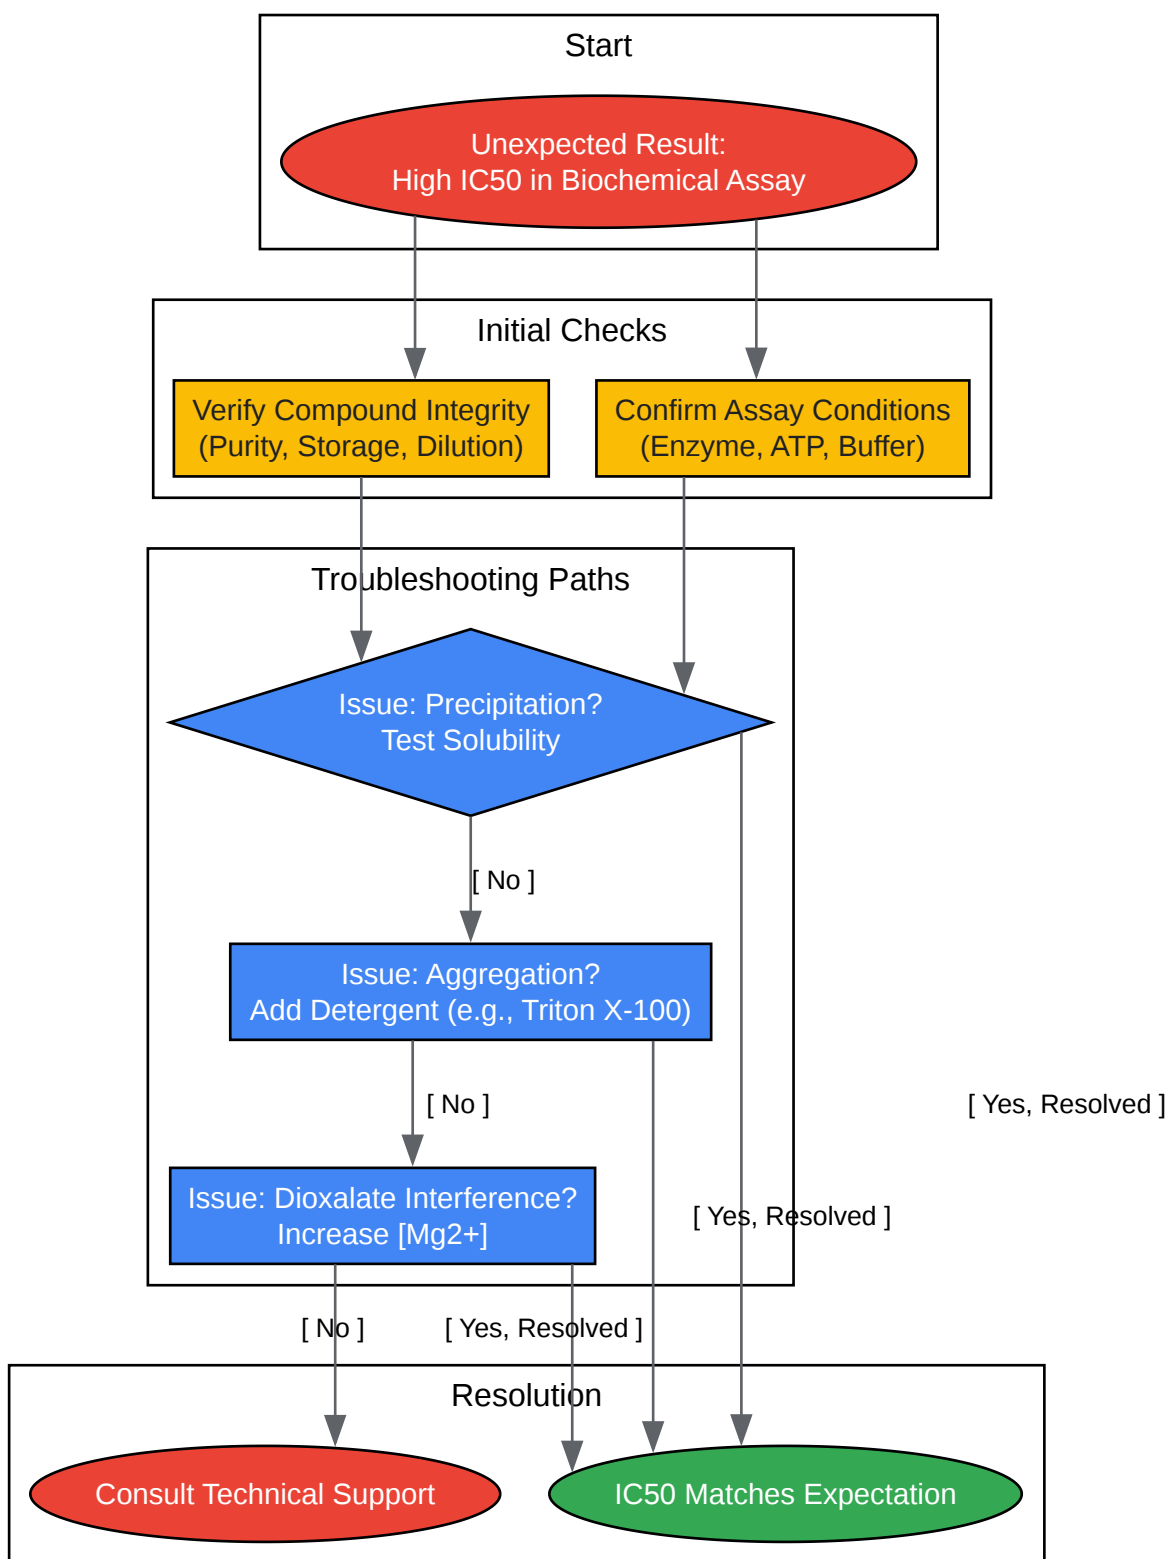 Start
Unexpected Result:
High IC50 in Biochemical Assay
Initial Checks
Verify Compound Integrity
(Purity, Storage, Dilution)
Confirm Assay Conditions
(Enzyme, ATP, Buffer)
Troubleshooting Paths
Issue: Precipitation?
Test Solubility
[ No ]
Issue: Aggregation?
Add Detergent (e.g., Triton X-100)
[ No ]
[ Yes, Resolved ]
Issue: Dioxalate Interference?
Increase [Mg2+]
[ Yes, Resolved ]
[ No ]
[ Yes, Resolved ]
Resolution
Consult Technical Support
IC50 Matches Expectation